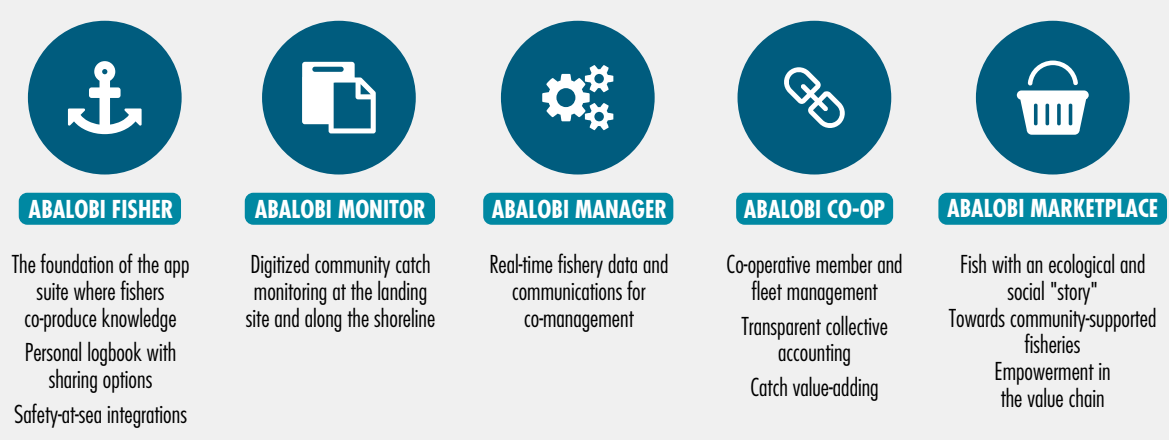 ABALOBI FISHER
The foundation of the app
suite where fishers
co-produce knowledge
Personal logbook with
sharing options
Safety-at-sea integrations
ABALOBI MONITOR
Digitized community catch
monitoring at the landing
site and along the shoreline
ABALOBI MANAGER
Real-time fishery data and
communications for
co-management
ABALOBI CO-OP
Co-operative member and
fleet management
Transparent collective
accounting
Catch value-adding
ABALOBI MARKETPLACE
Fish with an ecological and
social "story"
Towards community-supported
fisheries
Empowerment in
the value chain